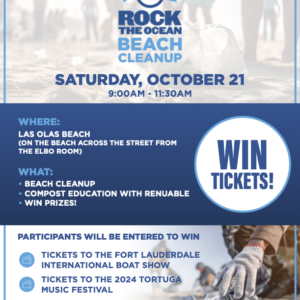 ROCK
THE OCEAN
BEACH
CLEANUP
SATURDAY, OCTOBER 21
9:00AM - 11:30AM
WHERE:
LAS OLAS BEACH
(ON THE BEACH ACROSS THE STREET FROM
THE ELBO ROOM)
WHAT:
• BEACH CLEANUP
• COMPOST EDUCATION WITH RENUABLE
• WIN PRIZES!
WIN
TICKETS!
PARTICIPANTS WILL BE ENTERED TO WIN
TICKETS TO THE FORT LAUDERDALE
INTERNATIONAL BOAT SHOW
TICKETS TO THE 2024 TORTUGA
MUSIC FESTIVAL